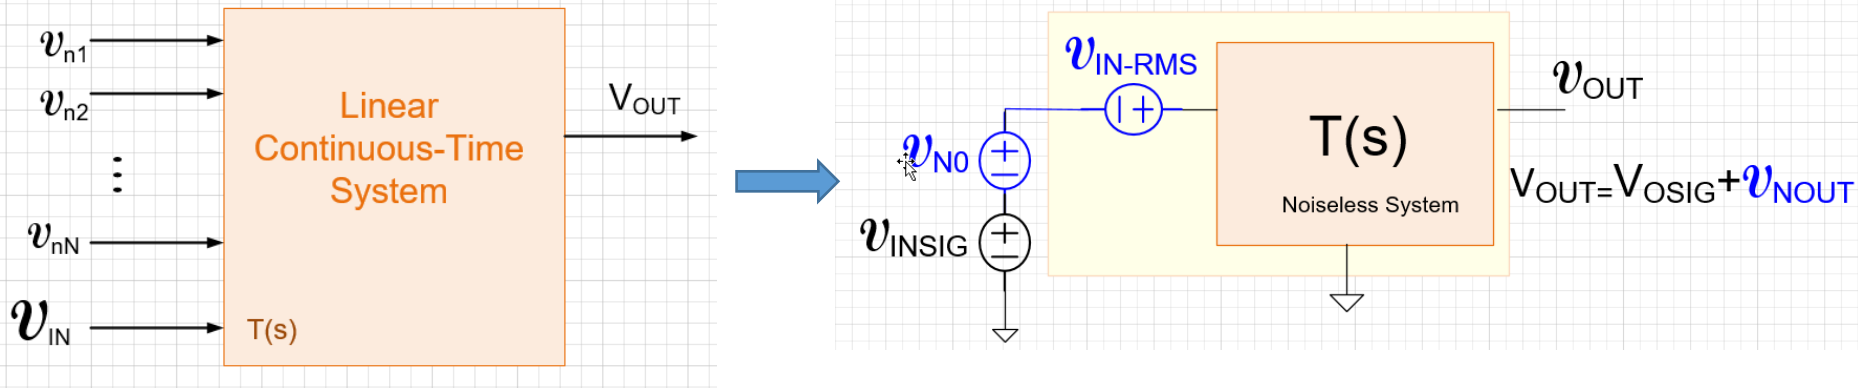 vn1
vn2
vnN
vIN
Linear
Continuous-Time
System
T(s)
VOUT
vIN-RMS
vN0
vINSIG
T(s)
Noiseless System
vOUT
VOUT=VOSIG+vNOUT